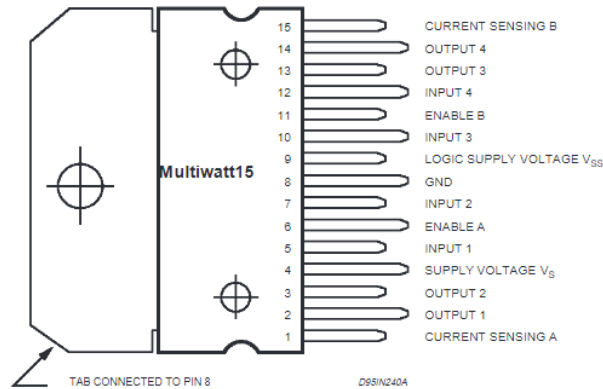 15 CURRENT SENSING B
14 OUTPUT 4
13 OUTPUT 3
12 INPUT 4
11 ENABLE B
10 INPUT 3
9 LOGIC SUPPLY VOLTAGE VSS
Multiwatt15
8 GND
7 INPUT 2
6 ENABLE A
5 INPUT 1
4 SUPPLY VOLTAGE VS
3 OUTPUT 2
2 OUTPUT 1
1 CURRENT SENSING A
TAB CONNECTED TO PIN 8
D95IN240A